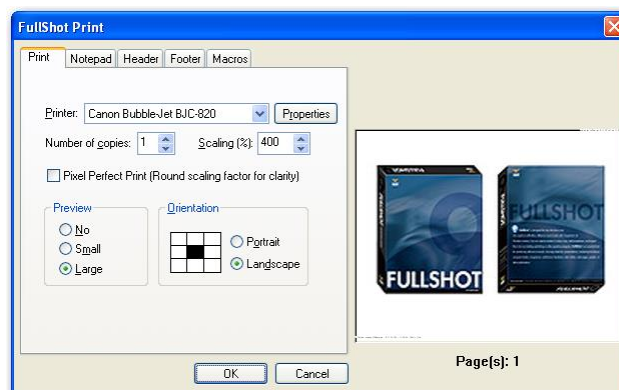 FullShot Print
Print Notepad Header Footer Macros
Printer: Canon Bubble-Jet BJC-820 Properties
Number of copies: 1 Scaling (%): 400
Pixel Perfect Print (Round scaling factor for clarity)
Preview
No
Small
Large
Orientation
Portrait
Landscape
FULLSHOT
FULLSHOT
Page(s): 1
OK Cancel